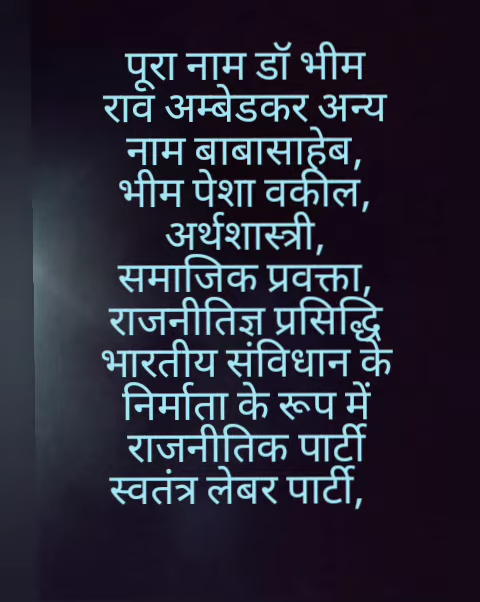 पूरा नाम डॉ भीम
राव अम्बेडकर अन्य
नाम बाबासाहेब,
भीम पेशा वकील,
अर्थशास्त्री,
समाजिक प्रवक्ता,
राजनीतिज्ञ प्रसिद्धि
भारतीय संविधान के
निर्माता के रूप में
राजनीतिक पार्टी
स्वतंत्र लेबर पार्टी,